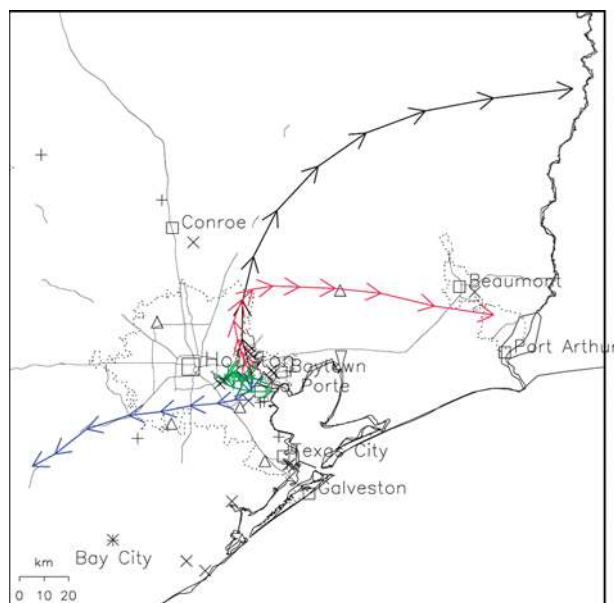 Conroe
Beaumont
Port Arthur
Houston
Baytown
La Porte
Texas City
Galveston
Bay City
km
0 10 20